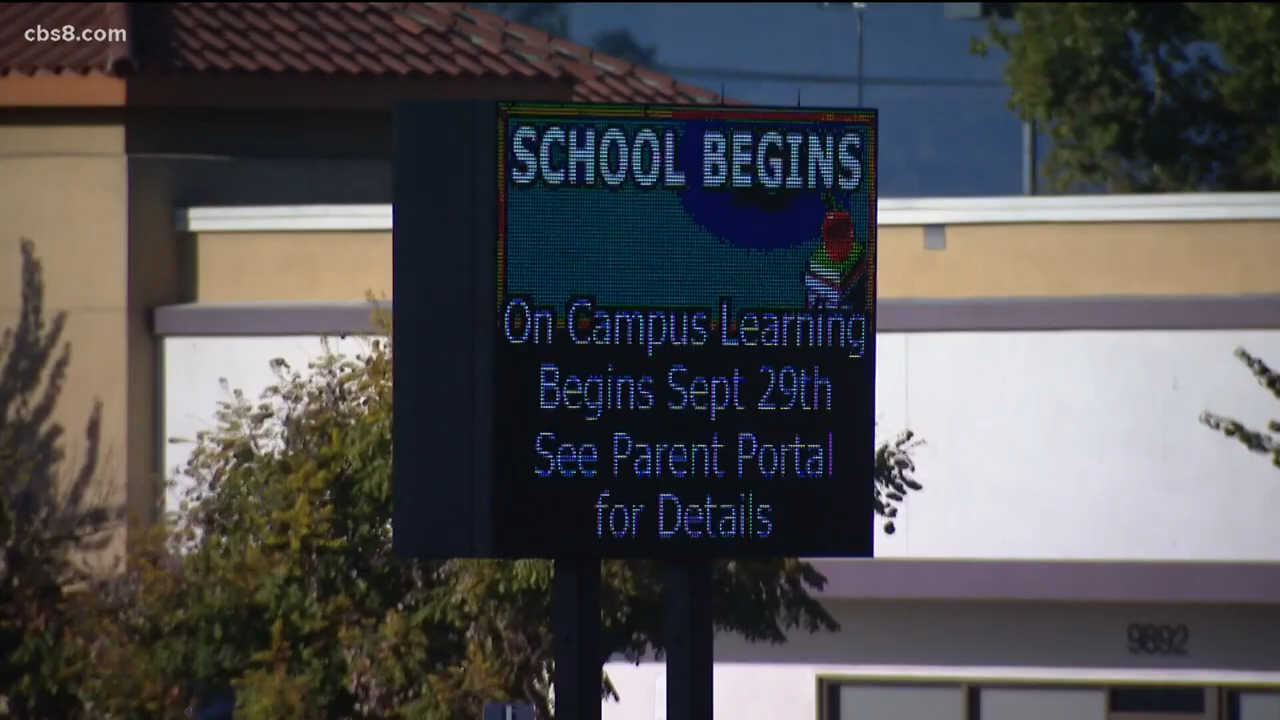 cbs8.com
SCHOOL BEGINS
On Campus Learning
Begins Sept 29th
See Parent Portal
for Details
9892